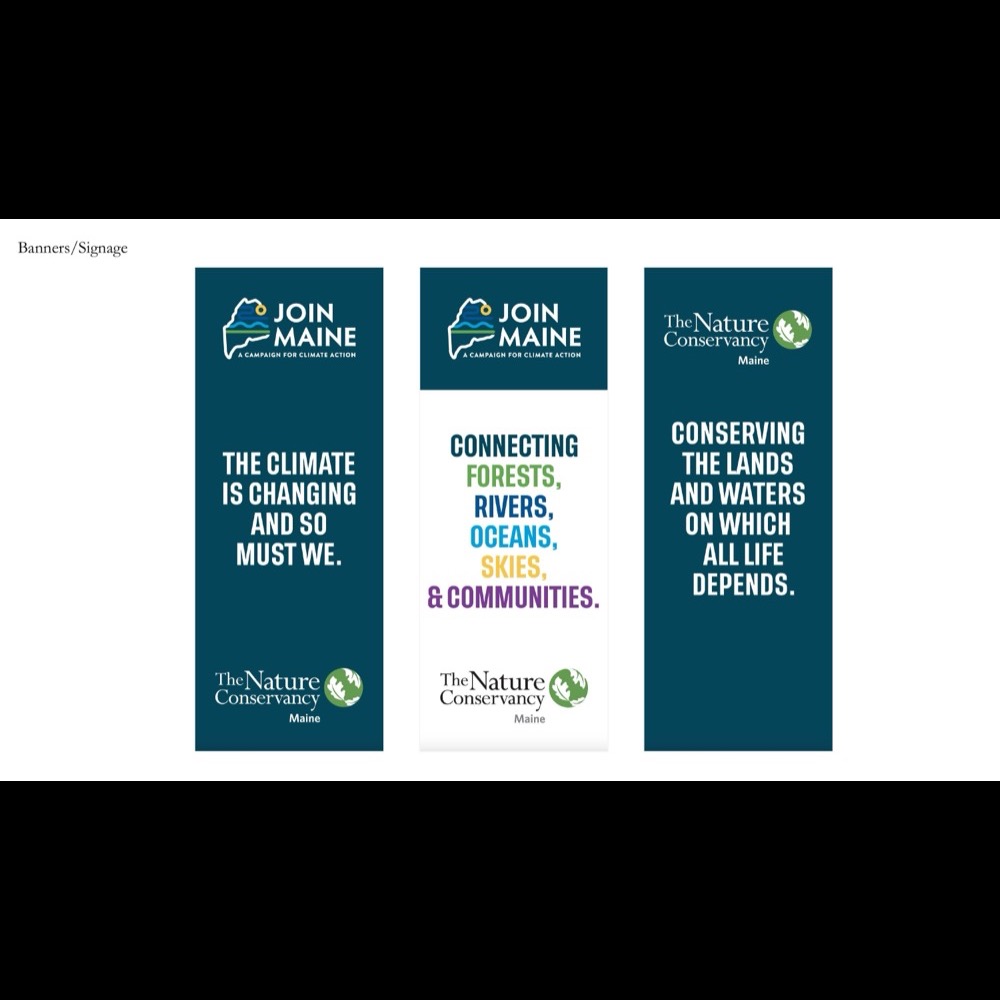 Banners/Signage
JOIN
MAINE
A CAMPAIGN FOR CLIMATE ACTION
THE CLIMATE
IS CHANGING
AND SO
MUST WE.
The Nature
Conservancy
Maine
JOIN
MAINE
A CAMPAIGN FOR CLIMATE ACTION
CONNECTING
FORESTS,
RIVERS,
OCEANS,
SKIES,
& COMMUNITIES.
The Nature
Conservancy
Maine
The Nature
Conservancy
Maine
CONSERVING
THE LANDS
AND WATERS
ON WHICH
ALL LIFE
DEPENDS.